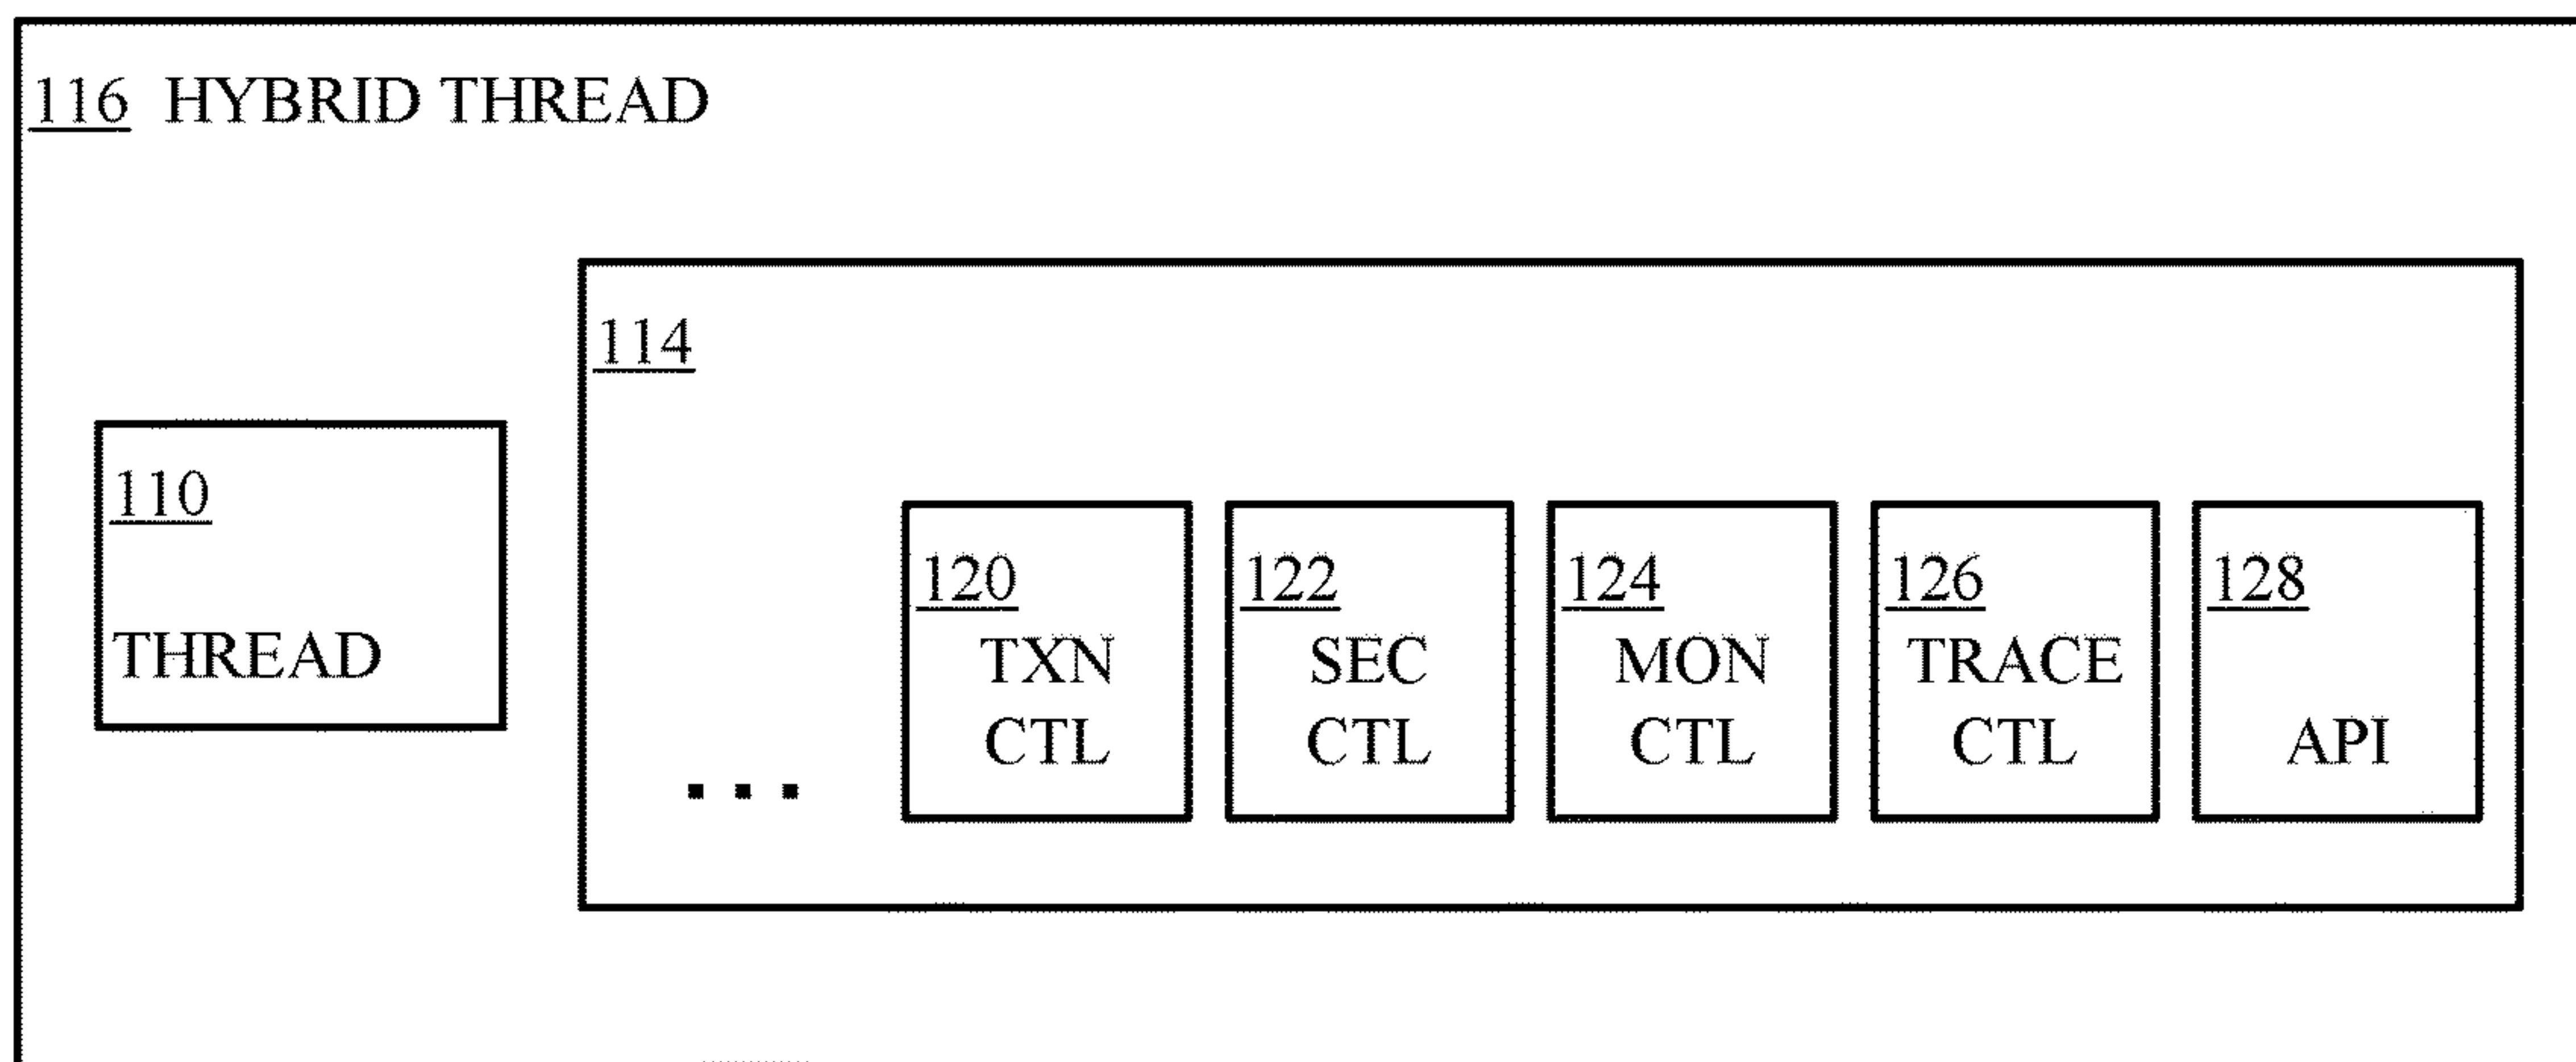 116 HYBRID THREAD
114
110
THREAD
...
120
TXN
CTL
122
SEC
CTL
124
MON
CTL
126
TRACE
CTL
128
API